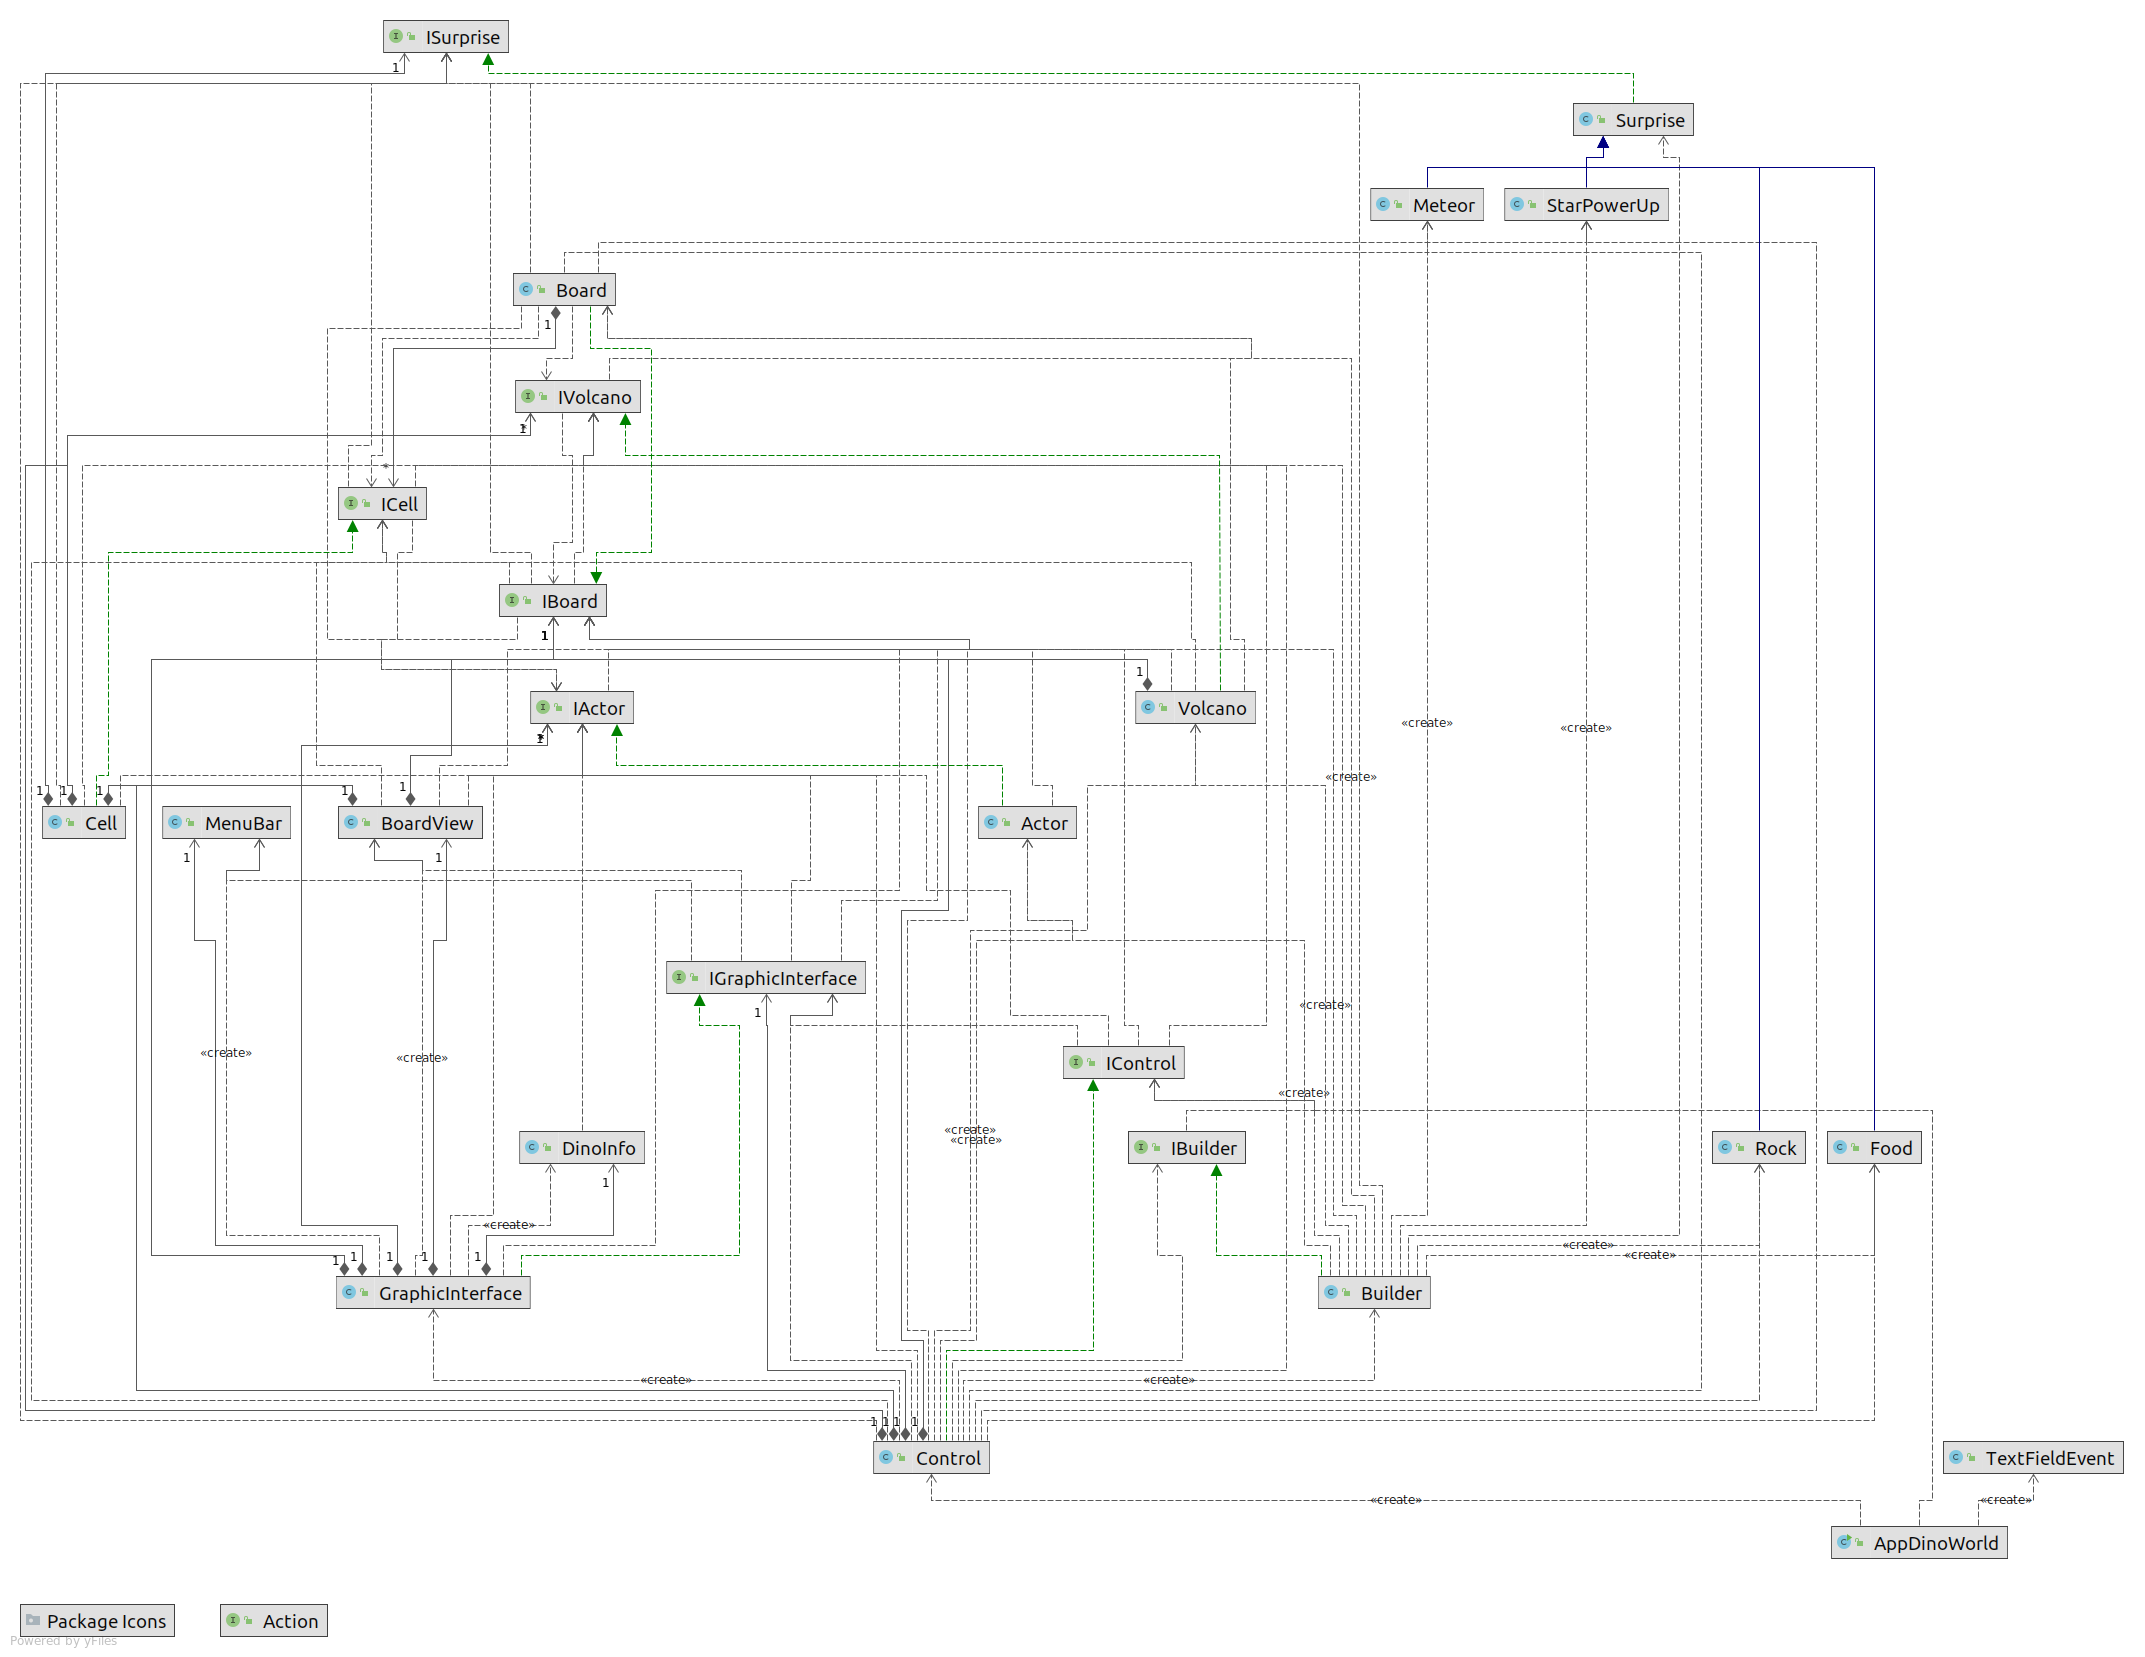 ISurprise
1
Surprise
Meteor
StarPowerUp
Board
1
IVolcano
1
*
ICell
IBoard
1
1
IActor
Volcano
«create»
«create»
1
*
«create»
1
1
1
1
1
Cell
MenuBar
BoardView
Actor
1
1
IGraphicInterface
«create»
1
«create»
«create»
IControl
«create»
«create»
«create»
DinoInfo
IBuilder
Rock
Food
1
«create»
«create»
«create»
1
1
1
1
1
GraphicInterface
Builder
«create»
«create»
1
1
1
1
Control
TextFieldEvent
«create»
«create»
AppDinoWorld
Package Icons
Action
Powered by yFiles